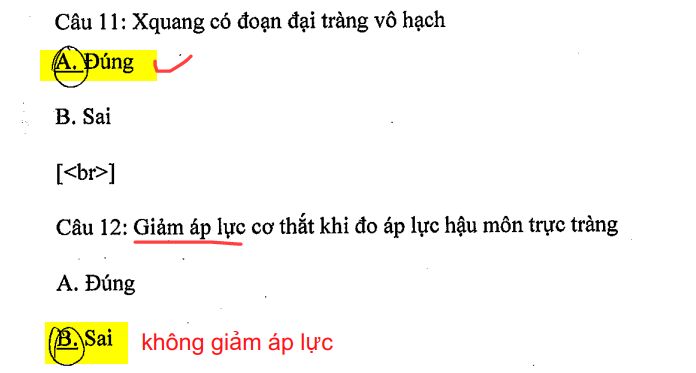 Câu 11: Xquang có đoạn đại tràng vô hạch
A. Đúng
B. Sai
[<br>]
Câu 12: Giảm áp lực cơ thắt khi đo áp lực hậu môn trực tràng
A. Đúng
B. Sai không giảm áp lực